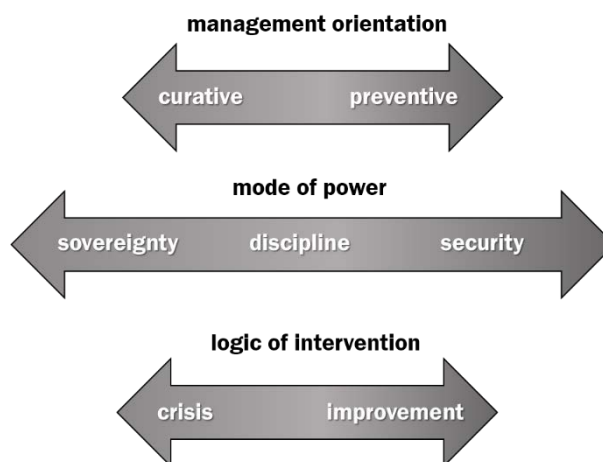 management orientation
curative preventive
mode of power
sovereignty discipline security
logic of intervention
crisis improvement